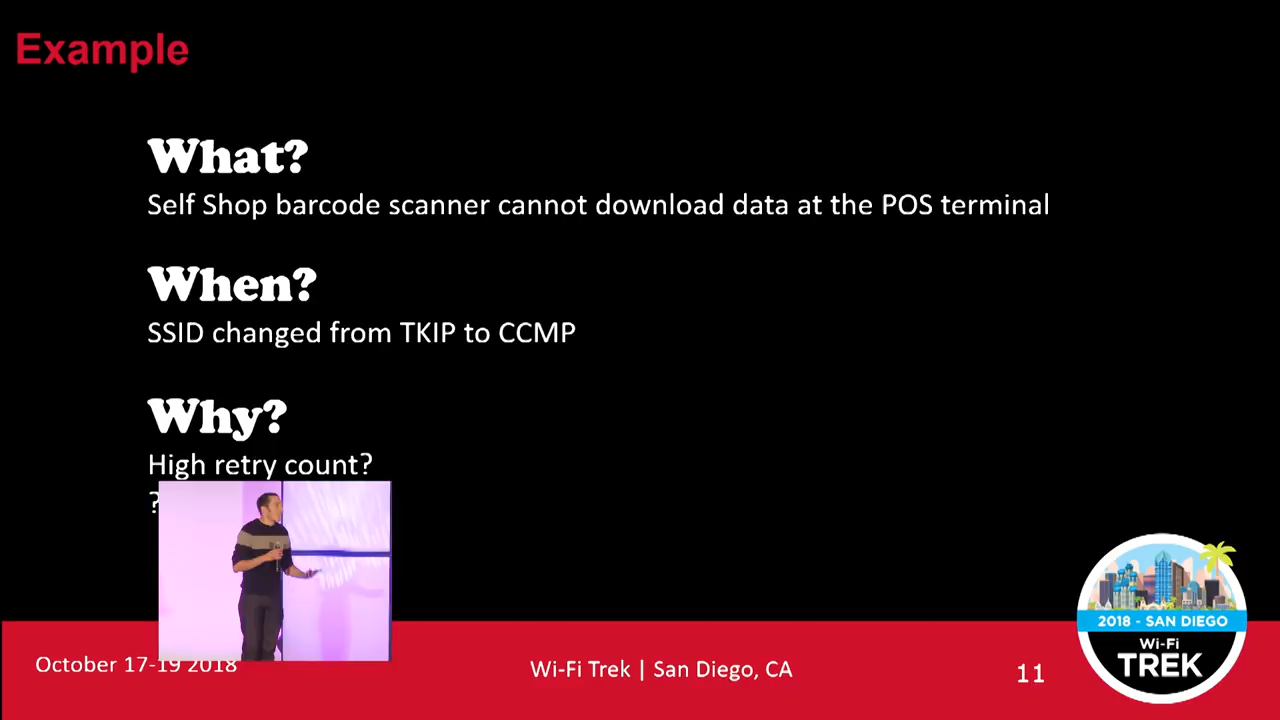 Example
What?
Self Shop barcode scanner cannot download data at the POS terminal
When?
SSID changed from TKIP to CCMP
Why?
High retry count?
?
October 17-19 2018
Wi-Fi Trek | San Diego, CA
11
2018 - SAN DIEGO
Wi-Fi
TREK